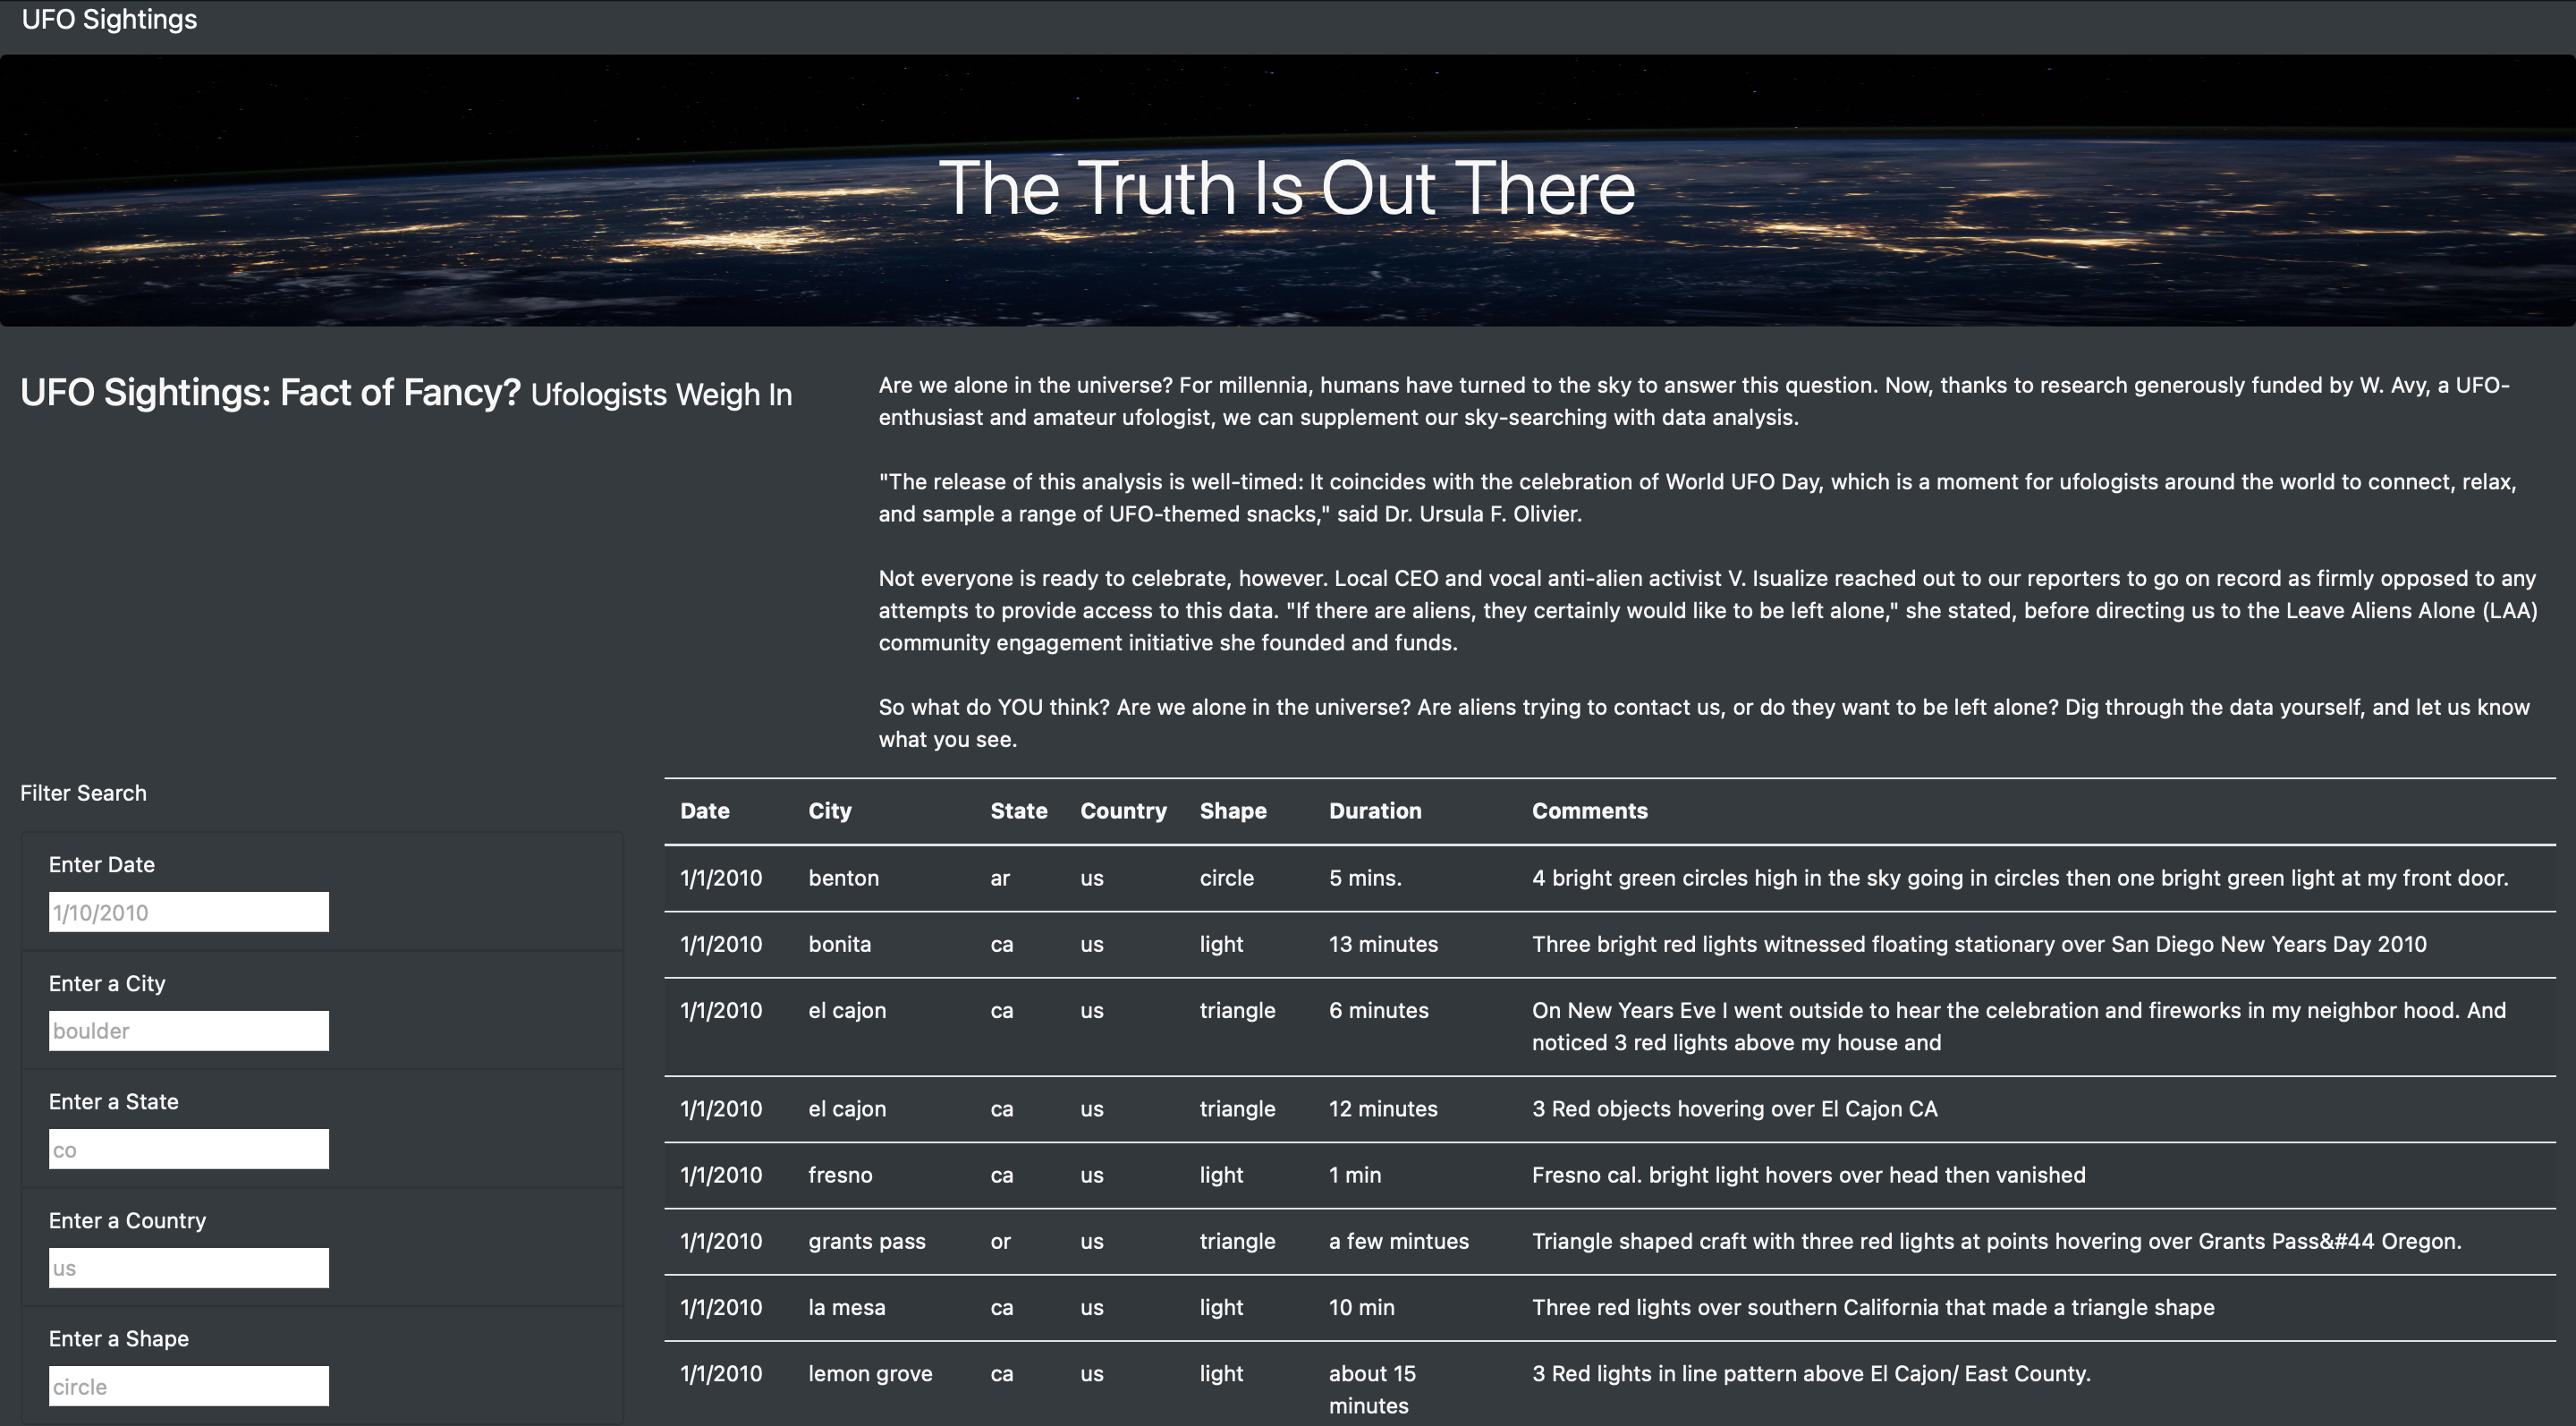 UFO Sightings
The Truth Is Out There
UFO Sightings: Fact of Fancy? Ufologists Weigh In
Are we alone in the universe? For millennia, humans have turned to the sky to answer this question. Now, thanks to research generously funded by W. Avy, a UFO-
enthusiast and amateur ufologist, we can supplement our sky-searching with data analysis.
"The release of this analysis is well-timed: It coincides with the celebration of World UFO Day, which is a moment for ufologists around the world to connect, relax,
and sample a range of UFO-themed snacks," said Dr. Ursula F. Olivier.
Not everyone is ready to celebrate, however. Local CEO and vocal anti-alien activist V. Isualize reached out to our reporters to go on record as firmly opposed to any
attempts to provide access to this data. "If there are aliens, they certainly would like to be left alone," she stated, before directing us to the Leave Aliens Alone (LAA)
community engagement initiative she founded and funds.
So what do YOU think? Are we alone in the universe? Are aliens trying to contact us, or do they want to be left alone? Dig through the data yourself, and let us know
what you see.
Filter Search
Enter Date
1/10/2010
Enter a City
boulder
Enter a State
co
Enter a Country
us
Enter a Shape
circle
Date City State Country Shape Duration Comments
1/1/2010 benton ar us circle 5 mins. 4 bright green circles high in the sky going in circles then one bright green light at my front door.
1/1/2010 bonita ca us light 13 minutes Three bright red lights witnessed floating stationary over San Diego New Years Day 2010
1/1/2010 el cajon ca us triangle 6 minutes On New Years Eve I went outside to hear the celebration and fireworks in my neighbor hood. And
noticed 3 red lights above my house and
1/1/2010 el cajon ca us triangle 12 minutes 3 Red objects hovering over El Cajon CA
1/1/2010 fresno ca us light 1 min Fresno cal. bright light hovers over head then vanished
1/1/2010 grants pass or us triangle a few mintues Triangle shaped craft with three red lights at points hovering over Grants Pass&#44 Oregon.
1/1/2010 la mesa ca us light 10 min Three red lights over southern California that made a triangle shape
1/1/2010 lemon grove ca us light about 15 3 Red lights in line pattern above El Cajon/ East County.
minutes